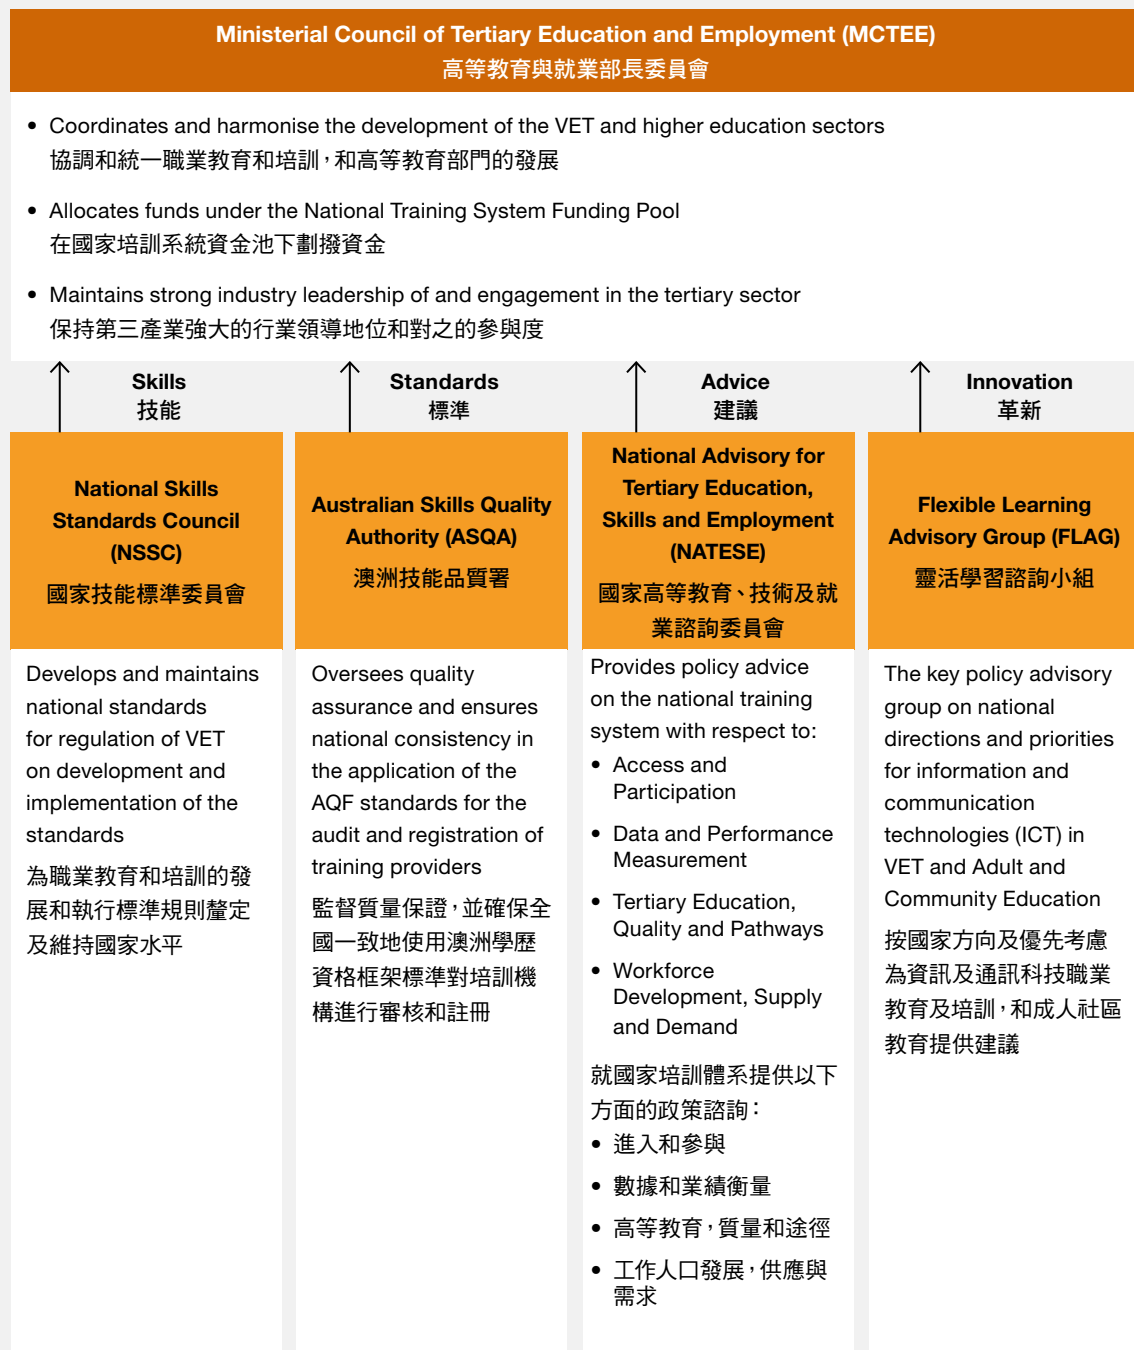 Ministerial Council of Tertiary Education and Employment (MCTEE)
高等教育與就業部長委員會
• Coordinates and harmonise the development of the VET and higher education sectors
協調和統一職業教育和培訓，和高等教育部門的發展
• Allocates funds under the National Training System Funding Pool
在國家培訓系統資金池下劃撥資金
• Maintains strong industry leadership of and engagement in the tertiary sector
保持第三產業強大的行業領導地位和對之的參與度
Skills
技能
Standards
標準
Advice
建議
Innovation
革新
National Skills
Standards Council
(NSSC)
國家技能標準委員會
Develops and maintains
national standards
for regulation of VET
on development and
implementation of the
standards
為職業教育和培訓的發
展和執行標準規則釐定
及維持國家水平
Australian Skills Quality
Authority (ASQA)
澳洲技能品質署
Oversees quality
assurance and ensures
national consistency in
the application of the
AQF standards for the
audit and registration of
training providers
監督質量保證，並確保全
國一致地使用澳洲學歷
資格框架標準對培訓機
構進行審核和註冊
National Advisory for
Tertiary Education,
Skills and Employment
(NATESE)
國家高等教育、技術及就
業諮詢委員會
Provides policy advice
on the national training
system with respect to:
• Access and
Participation
• Data and Performance
Measurement
• Tertiary Education,
Quality and Pathways
• Workforce
Development, Supply
and Demand
就國家培訓體系提供以下
方面的政策諮詢：
• 進入和參與
• 數據和業績衡量
• 高等教育，質量和途徑
• 工作人口發展，供應與
需求
Flexible Learning
Advisory Group (FLAG)
靈活學習諮詢小組
The key policy advisory
group on national
directions and priorities
for information and
communication
technologies (ICT) in
VET and Adult and
Community Education
按國家方向及優先考慮
為資訊及通訊科技職業
教育及培訓，和成人社區
教育提供建議